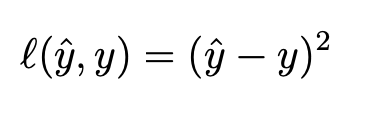 ℓ(ŷ, y) = (ŷ − y)²